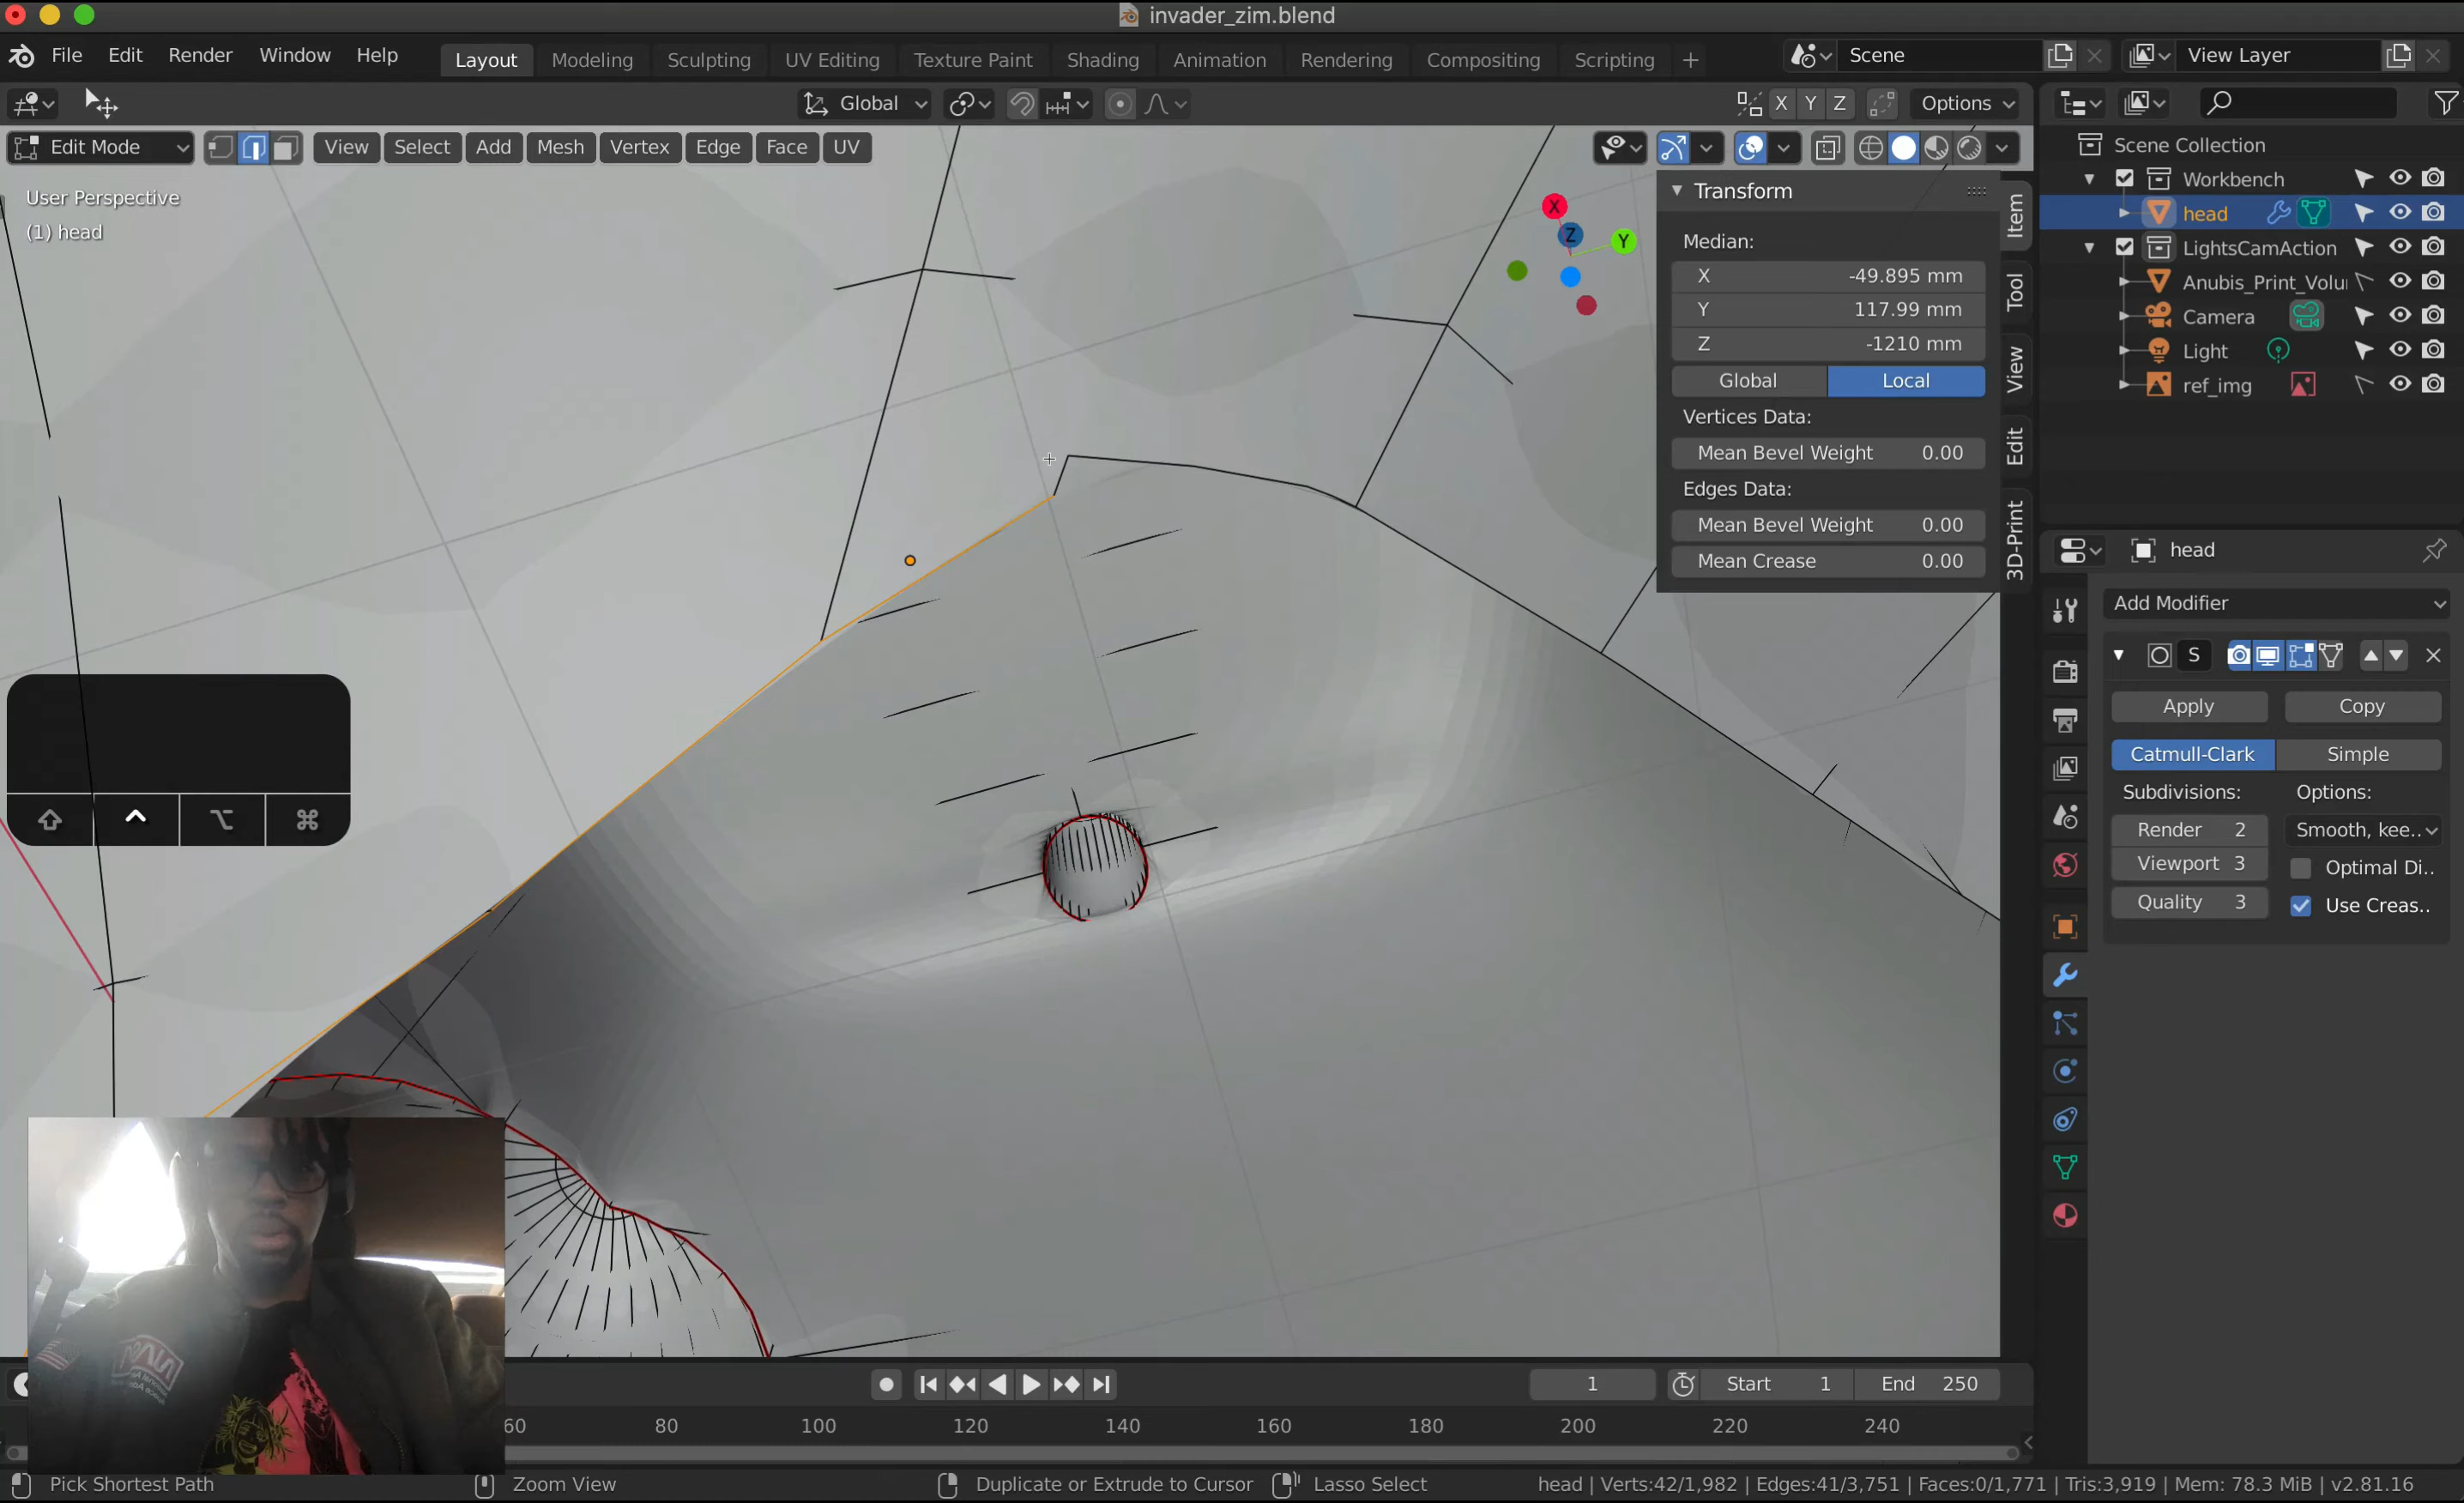 invader_zim.blend
File Edit Render Window Help Layout Modeling Sculpting UV Editing Texture Paint Shading Animation Rendering Compositing Scripting + Scene View Layer
Global X Y Z Options
Edit Mode View Select Add Mesh Vertex Edge Face UV
User Perspective
(1) head
X
Z
Y
Transform
Median:
X -49.895 mm
Y 117.99 mm
Z -1210 mm
Global Local
Vertices Data:
Mean Bevel Weight 0.00
Edges Data:
Mean Bevel Weight 0.00
Mean Crease 0.00
Item
Tool
View
Edit
3D-Print
Scene Collection
Workbench
head
LightsCamAction
Anubis_Print_Volu
Camera
Light
ref_img
head
Add Modifier
S
Apply Copy
Catmull-Clark Simple
Subdivisions: Options:
Render 2 Smooth, kee..
Viewport 3 Optimal Di..
Quality 3 Use Creas..
1 Start 1 End 250
60 80 100 120 140 160 180 200 220 240
Pick Shortest Path Zoom View Duplicate or Extrude to Cursor Lasso Select head | Verts:42/1,982 | Edges:41/3,751 | Faces:0/1,771 | Tris:3,919 | Mem: 78.3 MiB | v2.81.16